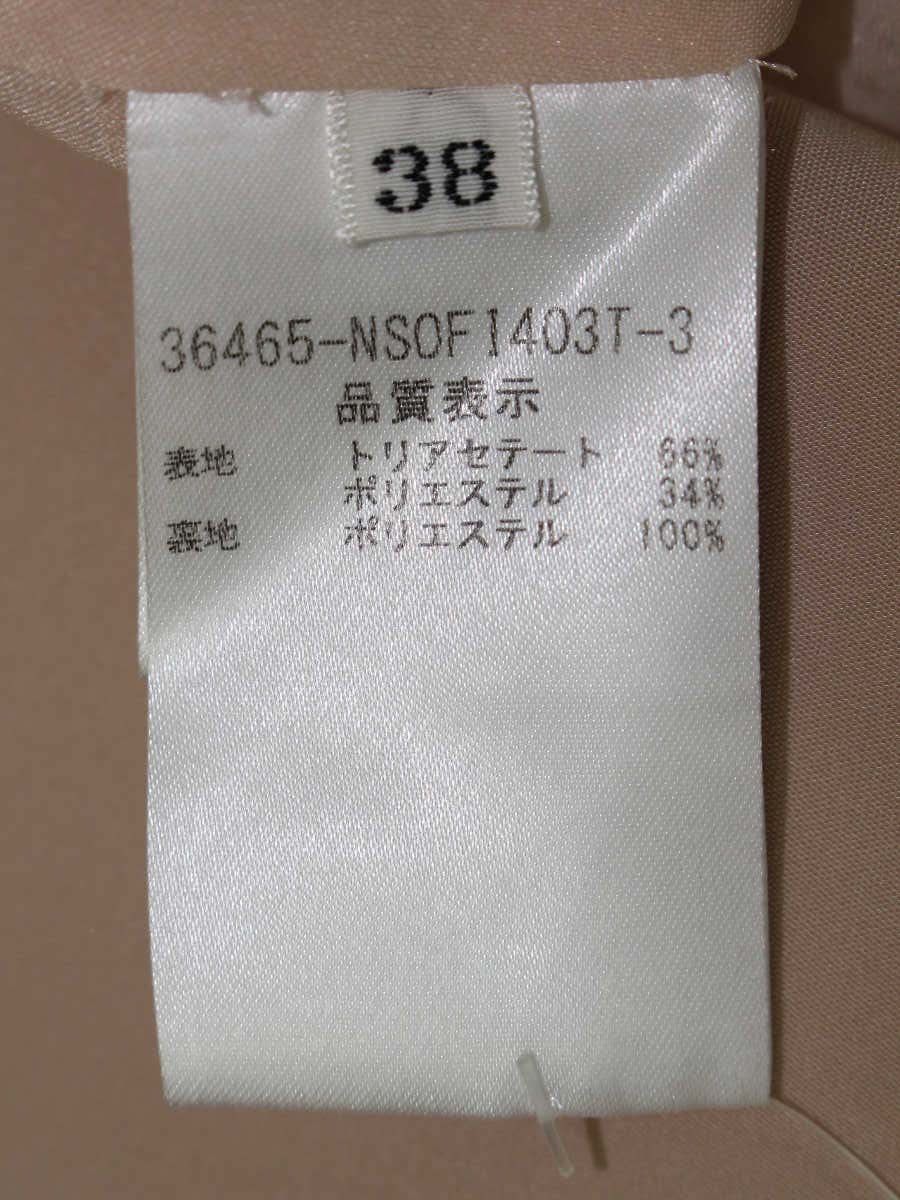 38
36465-NSOF1403T-3
品質表示
表地 トリアセテート 66%
ポリエステル 34%
裏地 ポリエステル 100%